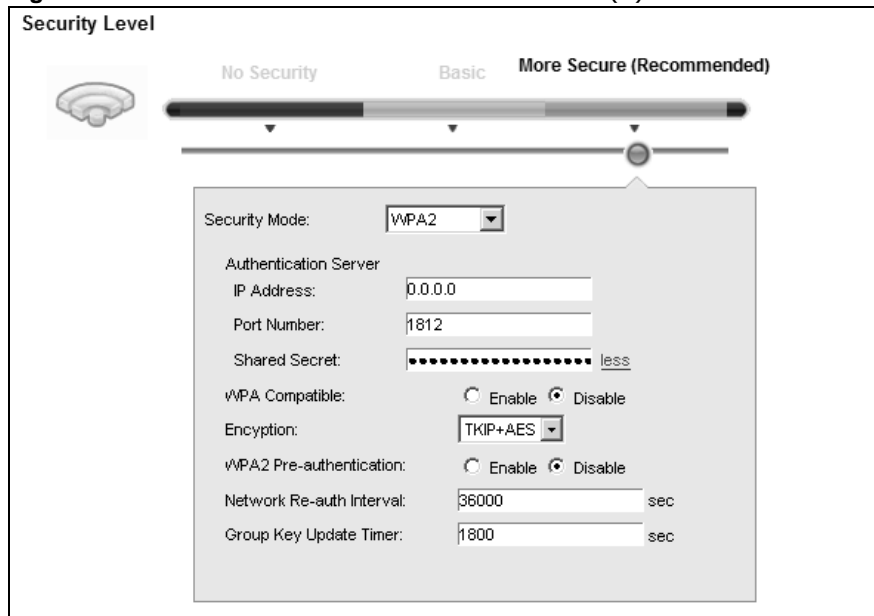 Security Level
No Security Basic More Secure (Recommended)
Security Mode: WPA2
Authentication Server
IP Address: 0.0.0.0
Port Number: 1812
Shared Secret: •••••••••••••••••• less
WPA Compatible: Enable Disable
Encyption: TKIP+AES
WPA2 Pre-authentication: Enable Disable
Network Re-auth Interval: 36000 sec
Group Key Update Timer: 1800 sec